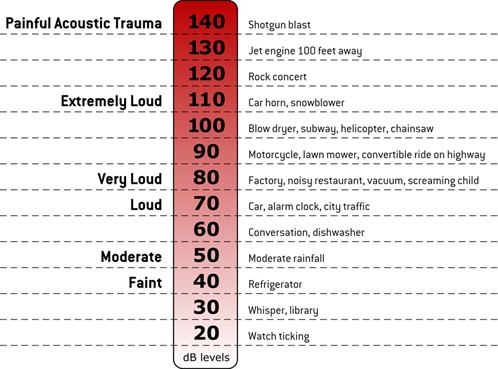 Painful Acoustic Trauma 140 Shotgun blast
130 Jet engine 100 feet away
120 Rock concert
Extremely Loud 110 Car horn, snowblower
100 Blow dryer, subway, helicopter, chainsaw
90 Motorcycle, lawn mower, convertible ride on highway
Very Loud 80 Factory, noisy restaurant, vacuum, screaming child
Loud 70 Car, alarm clock, city traffic
60 Conversation, dishwasher
Moderate 50 Moderate rainfall
Faint 40 Refrigerator
30 Whisper, library
20 Watch ticking
dB levels